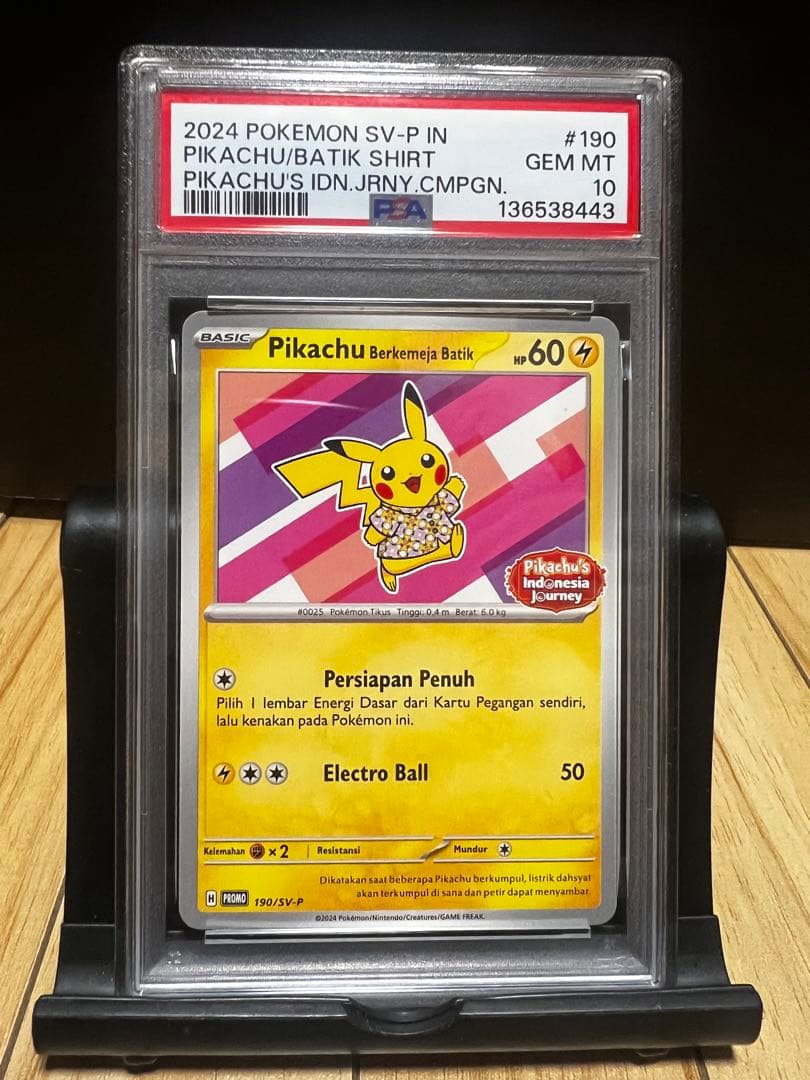 2024 POKEMON SV-P IN #190
PIKACHU/BATIK SHIRT GEM MT
PIKACHU'S IDN.JRNY.CMPGN. 10
PSA 136538443
BASIC Pikachu Berkemeja Batik HP 60
Pikachu's
Indonesia
Journey
#0025 Pokémon Tikus Tinggi: 0.4 m Berat: 6.0 kg
Persiapan Penuh
Pilih 1 lembar Energi Dasar dari Kartu Pegangan sendiri,
lalu kenakan pada Pokémon ini.
Electro Ball 50
Kelemahan ×2 Resistansi Mundur
Dikatakan saat beberapa Pikachu berkumpul, listrik dahsyat
akan terkumpul di sana dan petir dapat menyambar.
H PROMO 190/SV-P
©2024 Pokémon/Nintendo/Creatures/GAME FREAK.